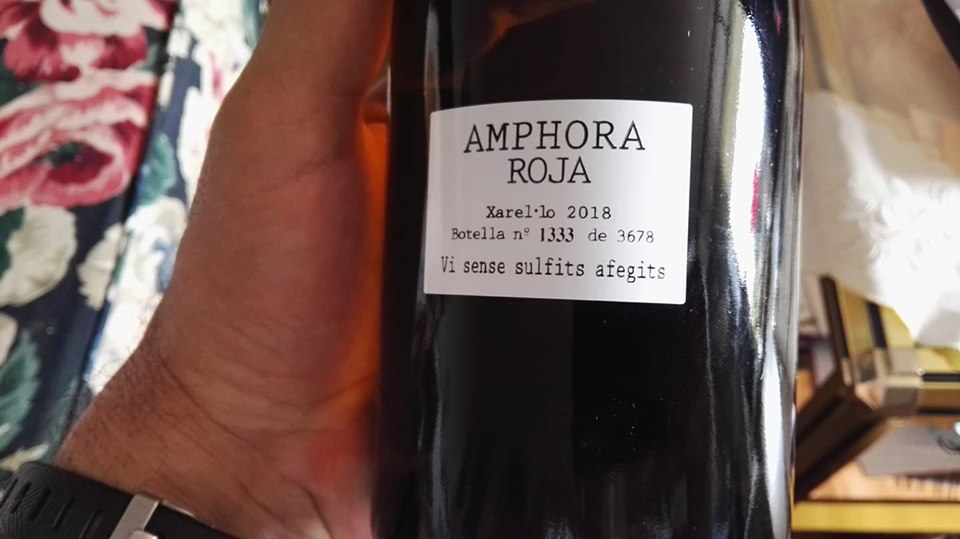 AMPHORA
ROJA
Xarel·lo 2018
Botella nº 1333 de 3678
Vi sense sulfits afegits